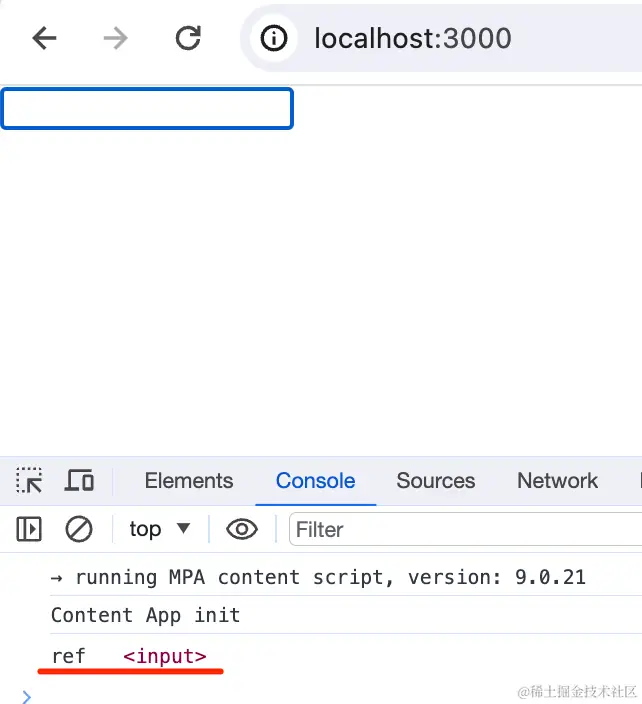 localhost:3000
Elements Console Sources Network
top Filter
→ running MPA content script, version: 9.0.21
Content App init
ref <input>
@稀土掘金技术社区